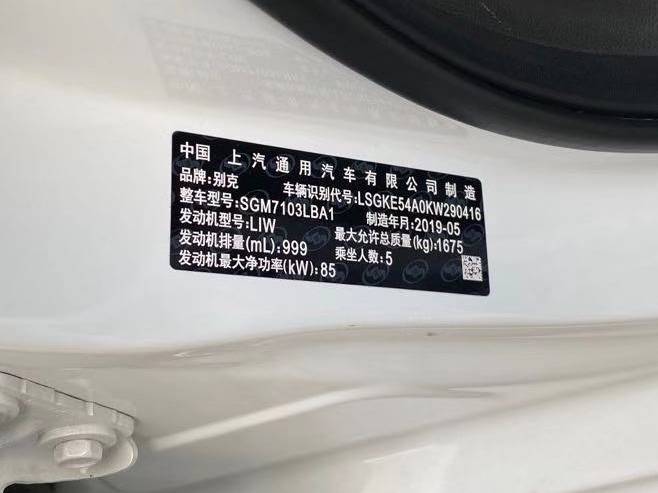 中国 上汽通用汽车有限公司制造
品牌:别克 车辆识别代号:LSGKE54A0KW290416
整车型号:SGM7103LBA1 制造年月:2019-05
发动机型号:LIW 最大允许总质量(kg):1675
发动机排量(mL):999 乘坐人数:5
发动机最大净功率(kW):85